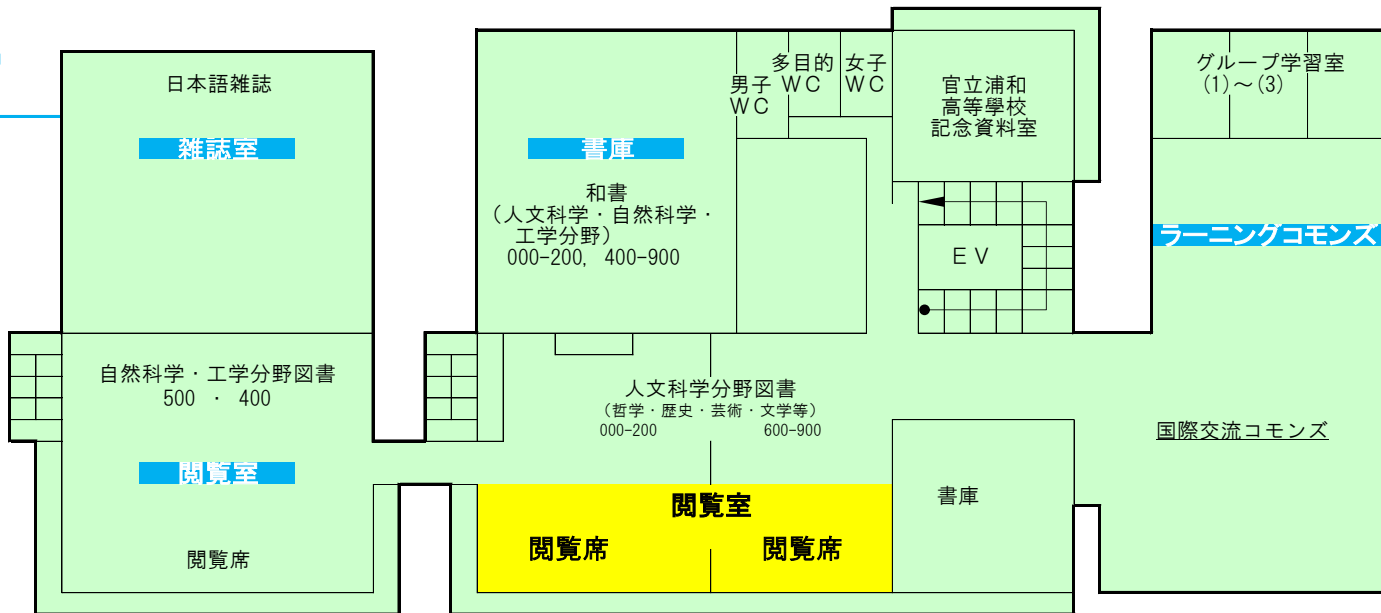 日本語雑誌
雑誌室
自然科学・工学分野図書
500 ・ 400
閲覧室
閲覧席
書庫
和書
(人文科学・自然科学・
工学分野)
000-200, 400-900
男子
WC
多目的
WC
女子
WC
官立浦和
高等學校
記念資料室
EV
人文科学分野図書
(哲学・歴史・芸術・文学等)
000-200 600-900
閲覧室
閲覧席 閲覧席
書庫
グループ学習室
(1)~(3)
ラーニングコモンズ
国際交流コモンズ